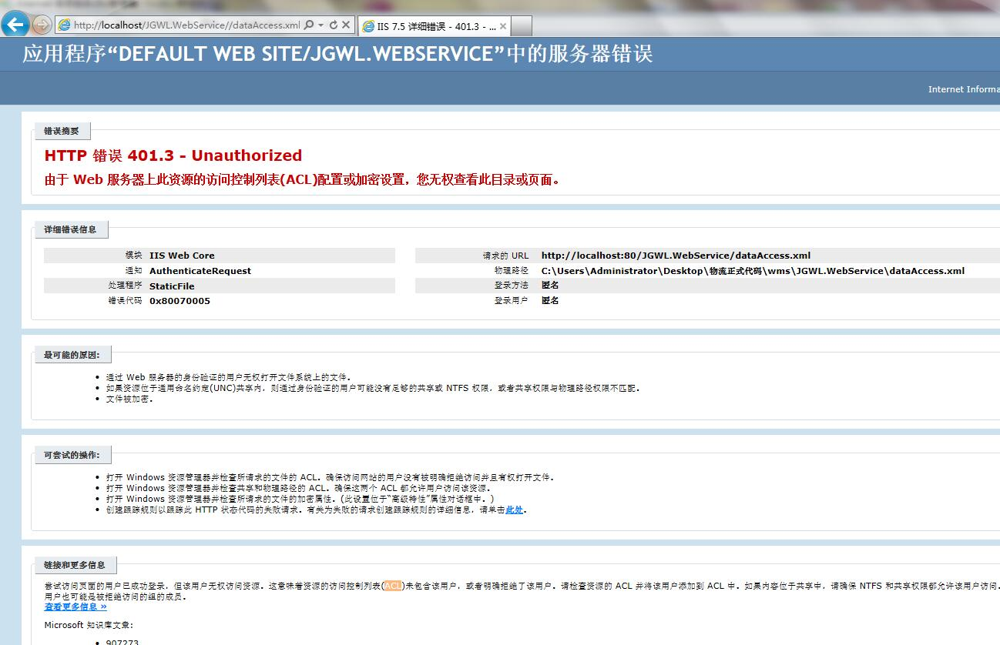 http://localhost/JGWL.WebService//dataAccess.xml
IIS 7.5 详细错误 - 401.3 - ...
应用程序“DEFAULT WEB SITE/JGWL.WEBSERVICE”中的服务器错误
Internet Informa
错误摘要
HTTP 错误 401.3 - Unauthorized
由于 Web 服务器上此资源的访问控制列表(ACL)配置或加密设置，您无权查看此目录或页面。
详细错误信息
模块 IIS Web Core
通知 AuthenticateRequest
处理程序 StaticFile
错误代码 0x80070005
请求的 URL http://localhost:80/JGWL.WebService/dataAccess.xml
物理路径 C:\Users\Administrator\Desktop\物流正式代码\wms\JGWL.WebService\dataAccess.xml
登录方法 匿名
登录用户 匿名
最可能的原因:
• 通过 Web 服务器的身份验证的用户无权打开文件系统上的文件。
• 如果资源位于通用命名约定(UNC)共享内，则通过身份验证的用户可能没有足够的共享或 NTFS 权限，或者共享权限与物理路径权限不匹配。
• 文件被加密。
可尝试的操作:
• 打开 Windows 资源管理器并检查所请求的文件的 ACL。确保访问网站的用户没有被明确拒绝访问并且有权打开文件。
• 打开 Windows 资源管理器并检查共享和物理路径的 ACL。确保这两个 ACL 都允许用户访问该资源。
• 打开 Windows 资源管理器并检查所请求的文件的加密属性。(此设置位于“高级特性”属性对话框中。)
• 创建跟踪规则以跟踪此 HTTP 状态代码的失败请求。有关为失败的请求创建跟踪规则的详细信息，请单击此处。
链接和更多信息
尝试访问页面的用户已成功登录，但该用户无权访问资源。这意味着资源的访问控制列表(ACL)未包含该用户，或者明确拒绝了该用户。请检查资源的 ACL 并将该用户添加到 ACL 中。如果内容位于共享中，请确保 NTFS 和共享权限都允许该用户访问。
用户也可能是被拒绝访问的组的成员。
查看更多信息 »
Microsoft 知识库文章:
• 907273